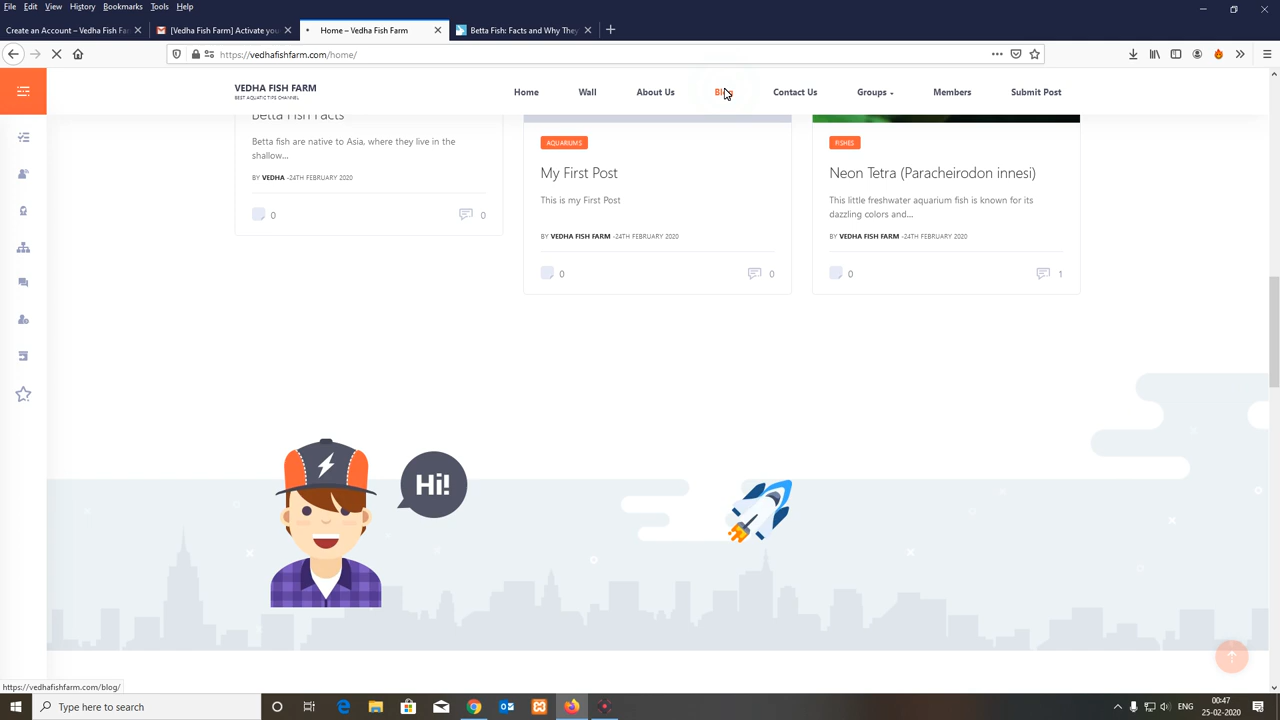 File Edit View History Bookmarks Tools Help
Create an Account – Vedha Fish Fa
[Vedha Fish Farm] Activate you
Home – Vedha Fish Farm
Betta Fish: Facts and Why The
https://vedhafishfarm.com/home/
VEDHA FISH FARM
BEST AQUATIC TIPS CHANNEL
Home Wall About Us Contact Us Groups Members Submit Post
Betta Fish Facts
Betta fish are native to Asia, where they live in the
shallow...
BY VEDHA -24TH FEBRUARY 2020
0 0
AQUARIUMS
My First Post
This is my First Post
BY VEDHA FISH FARM -24TH FEBRUARY 2020
0 0
FISHES
Neon Tetra (Paracheirodon innesi)
This little freshwater aquarium fish is known for its
dazzling colors and...
BY VEDHA FISH FARM -24TH FEBRUARY 2020
0 1
Hi!
https://vedhafishfarm.com/blog/
Type here to search
ENG
00:47
25-02-2020